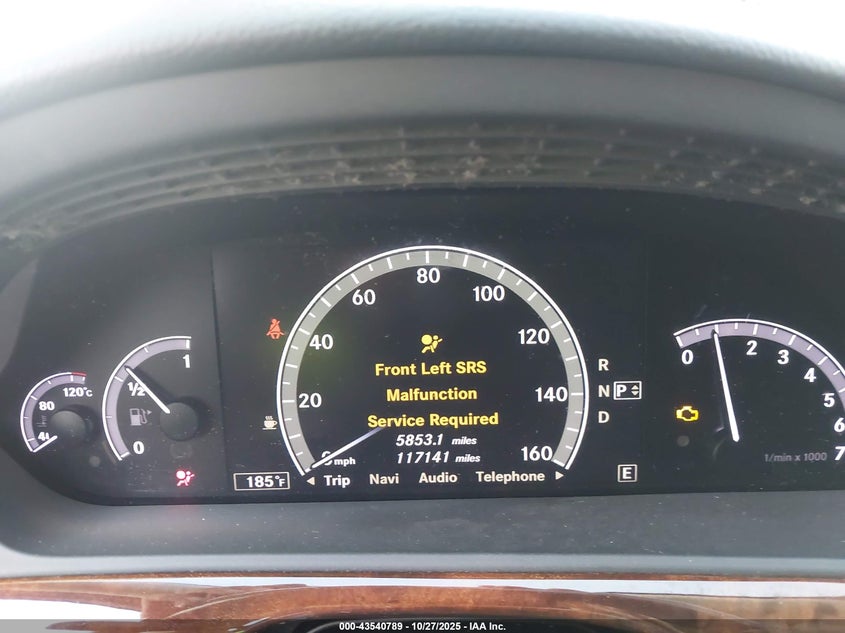 80
60
100
40
120
20
140
0 mph
160
Front Left SRS
Malfunction
Service Required
5853.1 miles
117141 miles
◄ Trip Navi Audio Telephone ►
120°C
80
1
1/2
0
185°F
R
N P
D
E
0
2
3
4
5
6
7
1/min x 1000
000-43540789 - 10/27/2025 - IAA Inc.